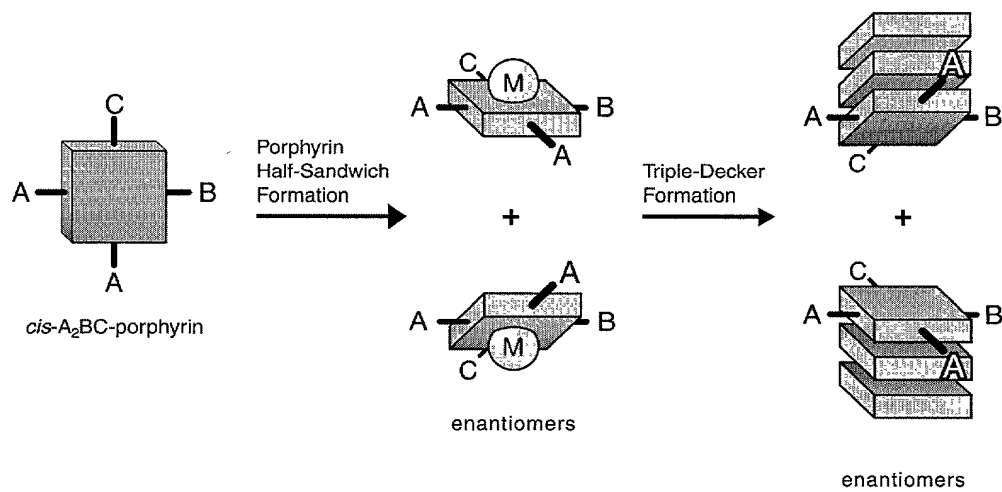 C
A
B
A
cis-A2BC-porphyrin
Porphyrin
Half-Sandwich
Formation
C
M
A
B
A
+
A
A
B
M
C
enantiomers
Triple-Decker
Formation
A
A
B
C
+
C
A
B
A
enantiomers